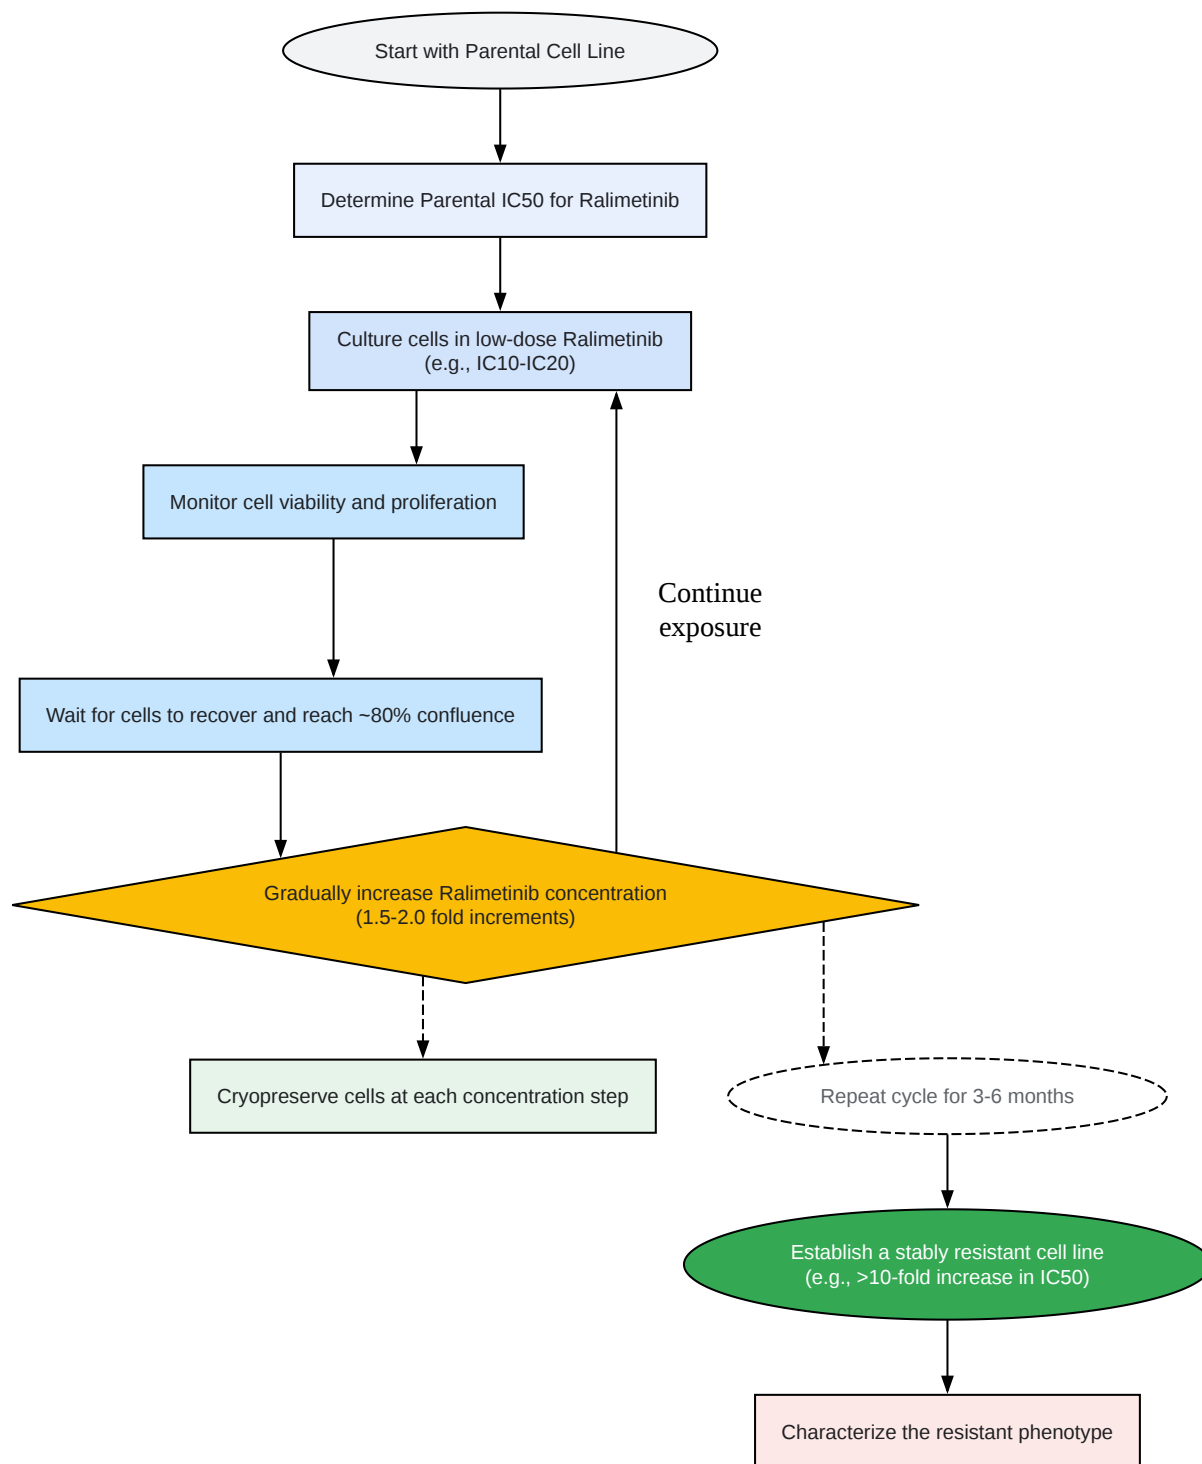 Start with Parental Cell Line
Determine Parental IC50 for Ralimetinib
Culture cells in low-dose Ralimetinib
(e.g., IC10-IC20)
Monitor cell viability and proliferation
Continue
exposure
Wait for cells to recover and reach ~80% confluence
Gradually increase Ralimetinib concentration
(1.5-2.0 fold increments)
Cryopreserve cells at each concentration step
Repeat cycle for 3-6 months
Establish a stably resistant cell line
(e.g., >10-fold increase in IC50)
Characterize the resistant phenotype